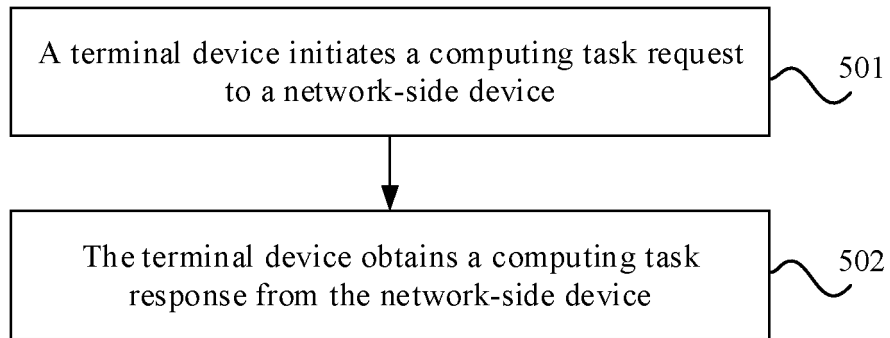 A terminal device initiates a computing task request
to a network-side device
501
The terminal device obtains a computing task
response from the network-side device
502